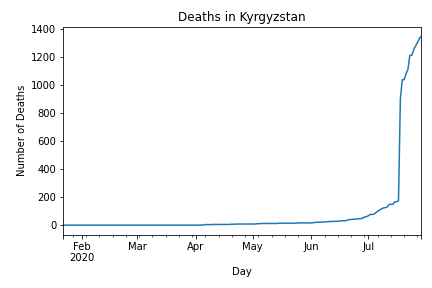 Deaths in Kyrgyzstan
1400
1200
1000
800
600
400
200
0
Number of Deaths
Feb
2020
Mar
Apr
May
Jun
Jul
Day